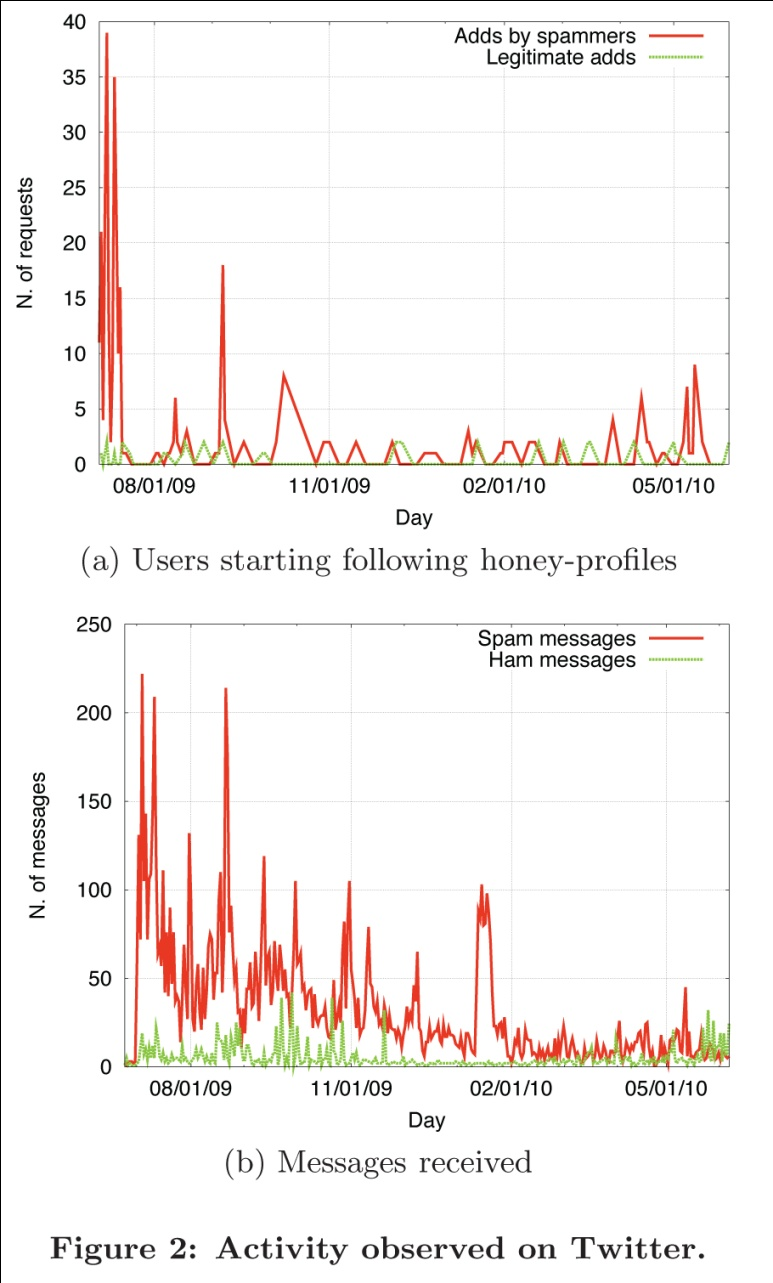 40
35
30
25
20
15
10
5
0
N. of requests
Adds by spammers
Legitimate adds
08/01/09 11/01/09 02/01/10 05/01/10
Day
(a) Users starting following honey-profiles
250
200
150
100
50
0
N. of messages
Spam messages
Ham messages
08/01/09 11/01/09 02/01/10 05/01/10
Day
(b) Messages received
Figure 2: Activity observed on Twitter.